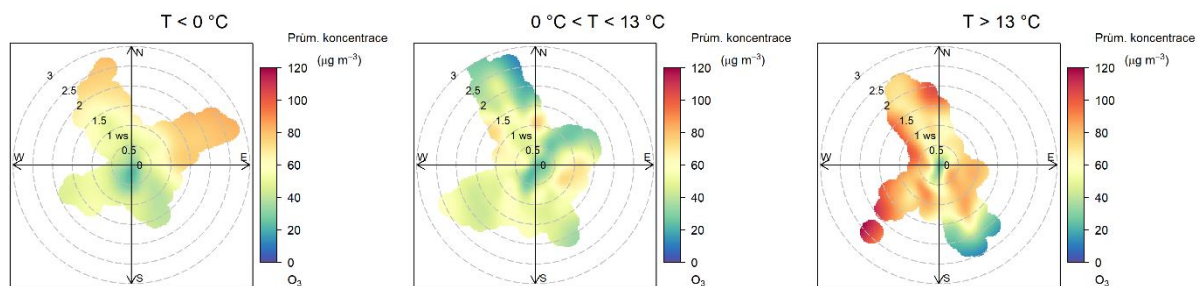 T < 0 °C
N
S
W
E
3
2.5
2
1.5
1 ws
0.5
0
Prům. koncentrace
(µg m⁻³)
120
100
80
60
40
20
0
O₃
0 °C < T < 13 °C
N
S
W
E
3
2.5
2
1.5
1 ws
0.5
0
Prům. koncentrace
(µg m⁻³)
120
100
80
60
40
20
0
O₃
T > 13 °C
N
S
W
E
3
2.5
2
1.5
1 ws
0.5
0
Prům. koncentrace
(µg m⁻³)
120
100
80
60
40
20
0
O₃